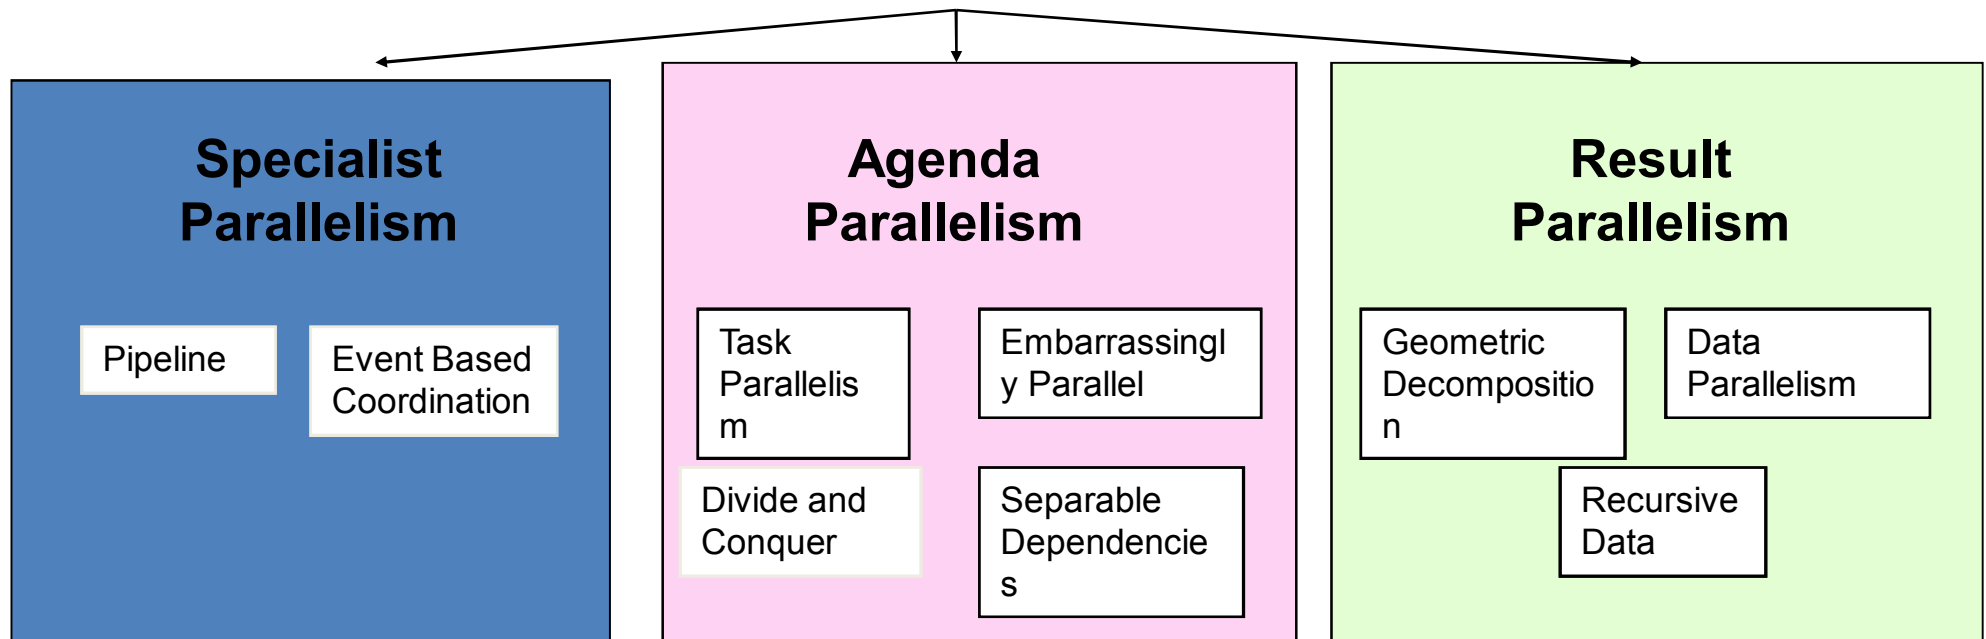 Specialist
Parallelism
Pipeline
Event Based
Coordination
Agenda
Parallelism
Task
Parallelis
m
Embarrassingl
y Parallel
Divide and
Conquer
Separable
Dependencie
s
Result
Parallelism
Geometric
Decompositio
n
Data
Parallelism
Recursive
Data